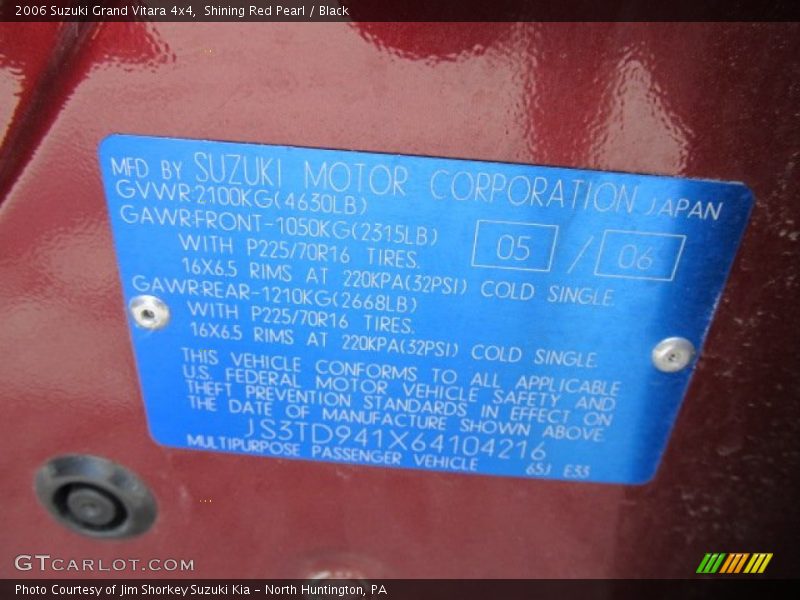 2006 Suzuki Grand Vitara 4x4, Shining Red Pearl / Black
MFD BY SUZUKI MOTOR CORPORATION JAPAN
GVWR:2100KG(4630LB)
GAWR:FRONT-1050KG(2315LB)
WITH P225/70R16 TIRES.
05 / 06
16X6.5 RIMS AT 220KPA(32PSI) COLD SINGLE.
GAWR:REAR-1210KG(2668LB)
WITH P225/70R16 TIRES.
16X6.5 RIMS AT 220KPA(32PSI) COLD SINGLE.
THIS VEHICLE CONFORMS TO ALL APPLICABLE
U.S. FEDERAL MOTOR VEHICLE SAFETY AND
THEFT PREVENTION STANDARDS IN EFFECT ON
THE DATE OF MANUFACTURE SHOWN ABOVE.
JS3TD941X64104216
MULTIPURPOSE PASSENGER VEHICLE 65J E33
GTCARLOT.COM
Photo Courtesy of Jim Shorkey Suzuki Kia - North Huntington, PA